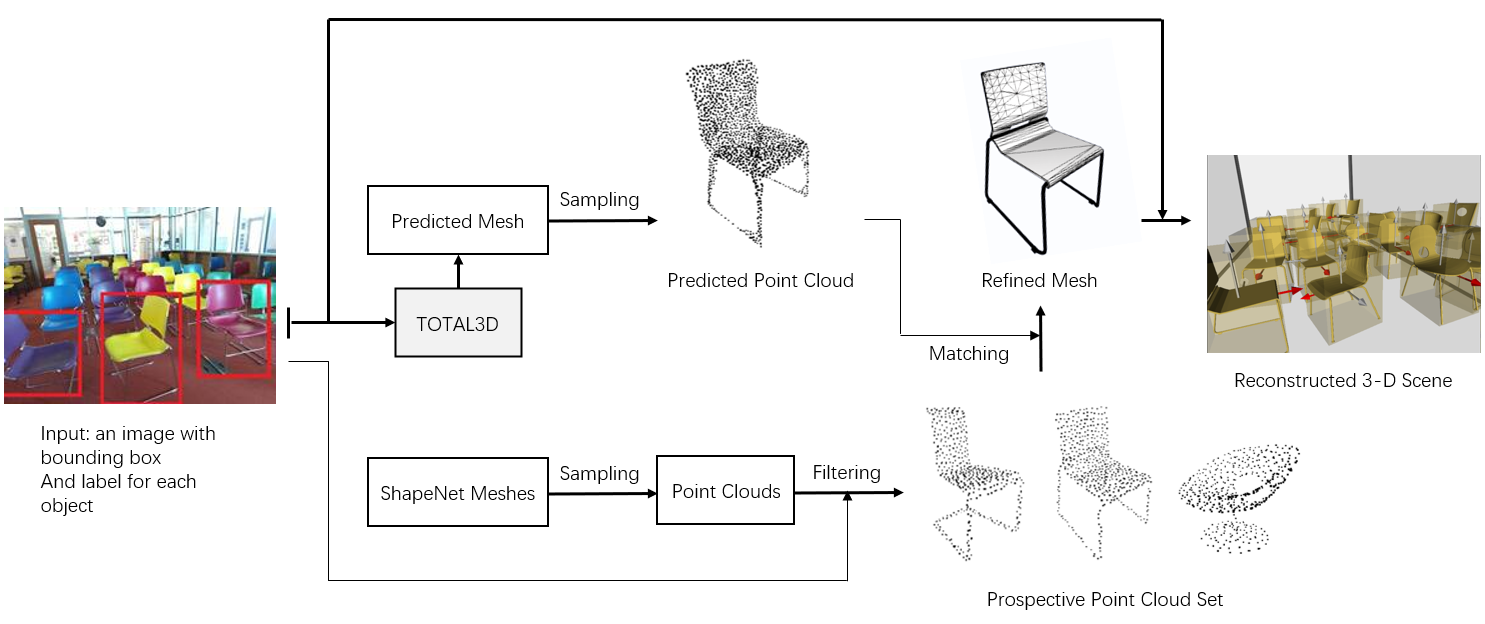 Sampling
Predicted Mesh
Predicted Point Cloud
Refined Mesh
TOTAL3D
Matching
Reconstructed 3-D Scene
Input: an image with
bounding box
And label for each
object
ShapeNet Meshes
Sampling
Point Clouds
Filtering
Prospective Point Cloud Set